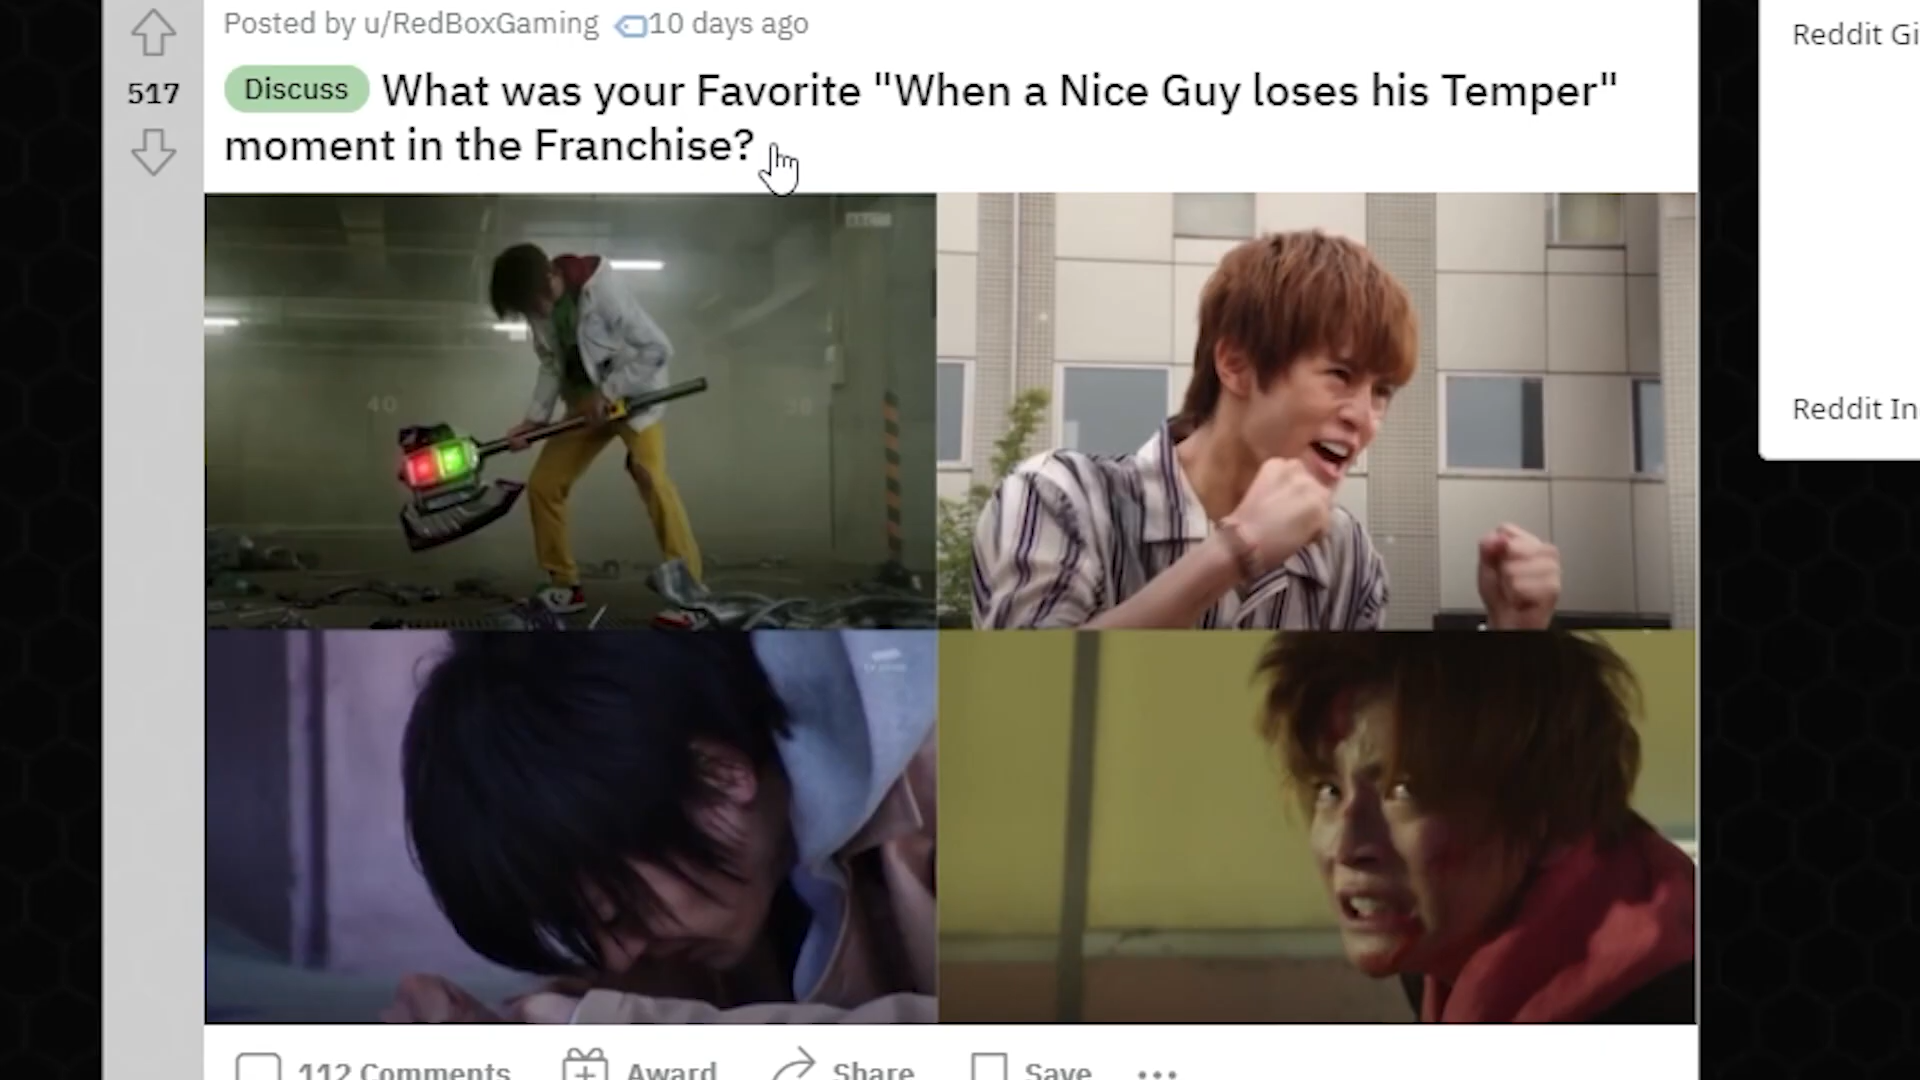 Posted by u/RedBoxGaming 10 days ago
517
Discuss What was your Favorite "When a Nice Guy loses his Temper"
moment in the Franchise?
Reddit Gi
40
Reddit In
112 Comments Award Share Save ...